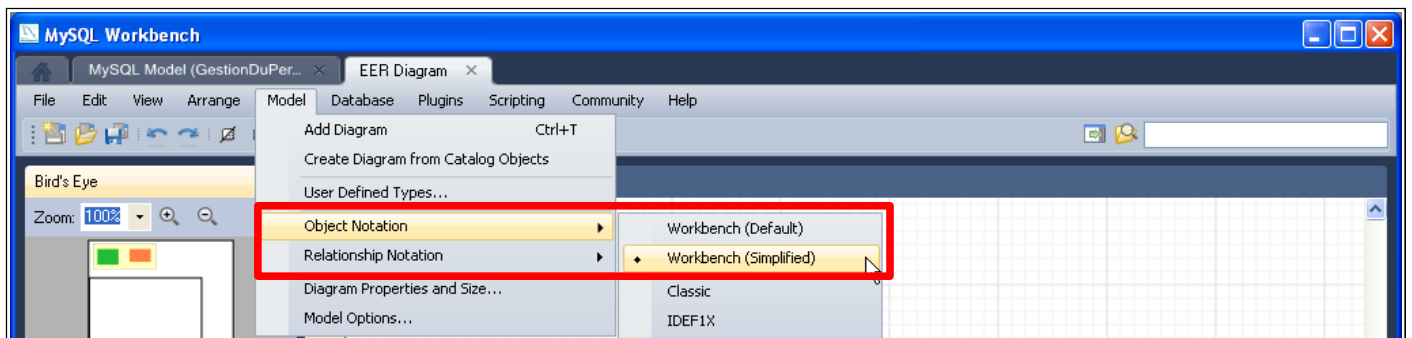 MySQL Workbench
MySQL Model (GestionDuPer... EER Diagram
File Edit View Arrange Model Database Plugins Scripting Community Help
Add Diagram Ctrl+T
Create Diagram from Catalog Objects
Bird's Eye
User Defined Types...
Zoom: 100%
Object Notation Workbench (Default)
Relationship Notation Workbench (Simplified)
Diagram Properties and Size... Classic
Model Options... IDEF1X